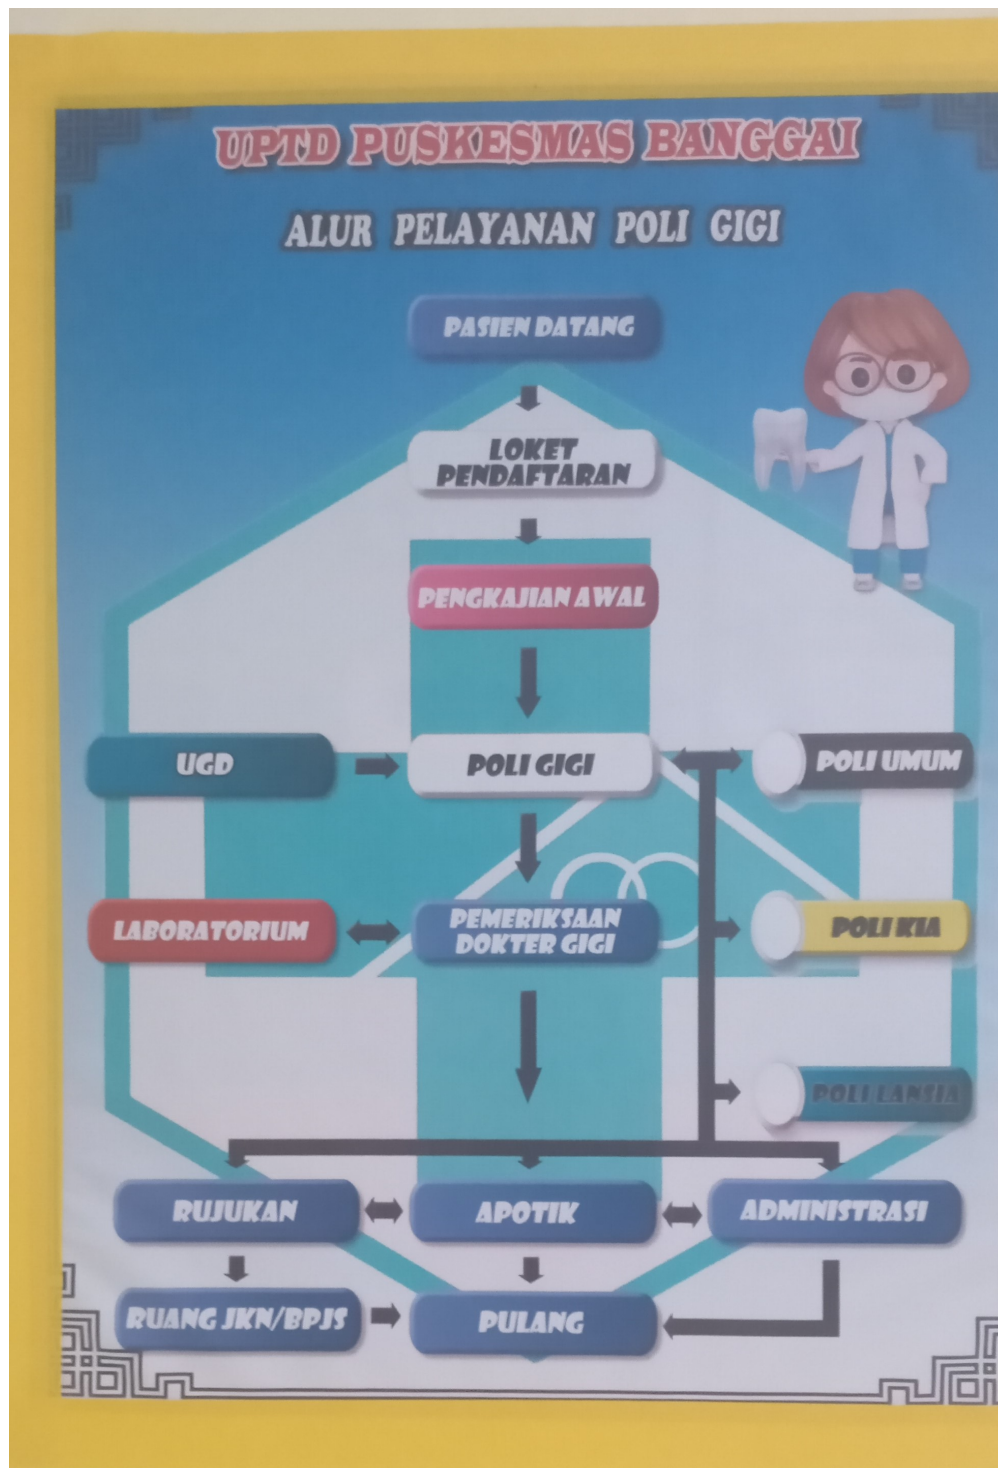 UPTD PUSKESMAS BANGGAI
ALUR PELAYANAN POLI GIGI
PASIEN DATANG
LOKET
PENDAFTARAN
PENGKAJIAN AWAL
UGD
POLI GIGI
POLI UMUM
LABORATORIUM
PEMERIKSAAN
DOKTER GIGI
POLI KIA
POLI LANSIA
RUJUKAN
APOTIK
ADMINISTRASI
RUANG JKN/BPJS
PULANG